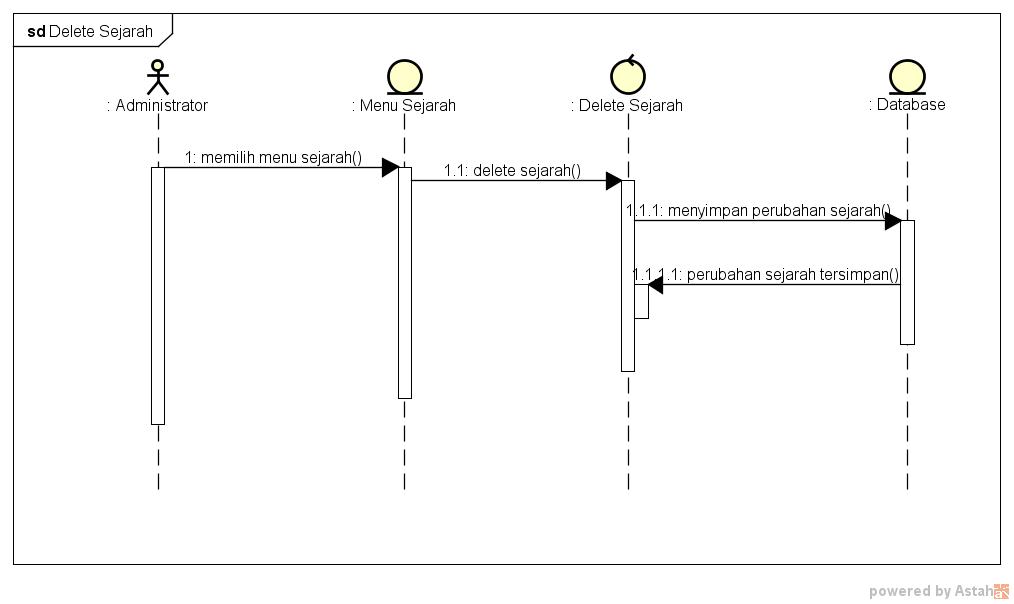 sd Delete Sejarah
: Administrator
: Menu Sejarah
: Delete Sejarah
: Database
1: memilih menu sejarah()
1.1: delete sejarah()
1.1.1: menyimpan perubahan sejarah()
1.1.1.1: perubahan sejarah tersimpan()
powered by Astah